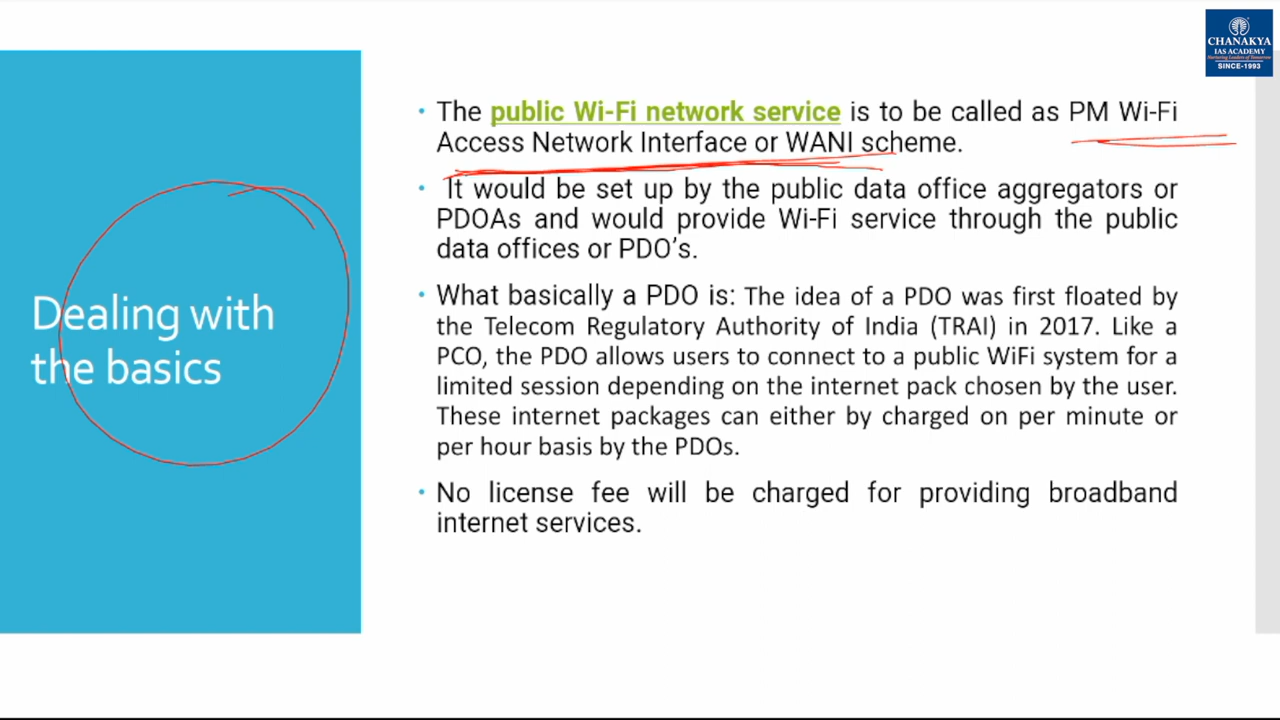 CHANAKYA
IAS ACADEMY
Nurturing Leaders of Tomorrow
SINCE-1993
Dealing with
the basics
• The public Wi-Fi network service is to be called as PM Wi-Fi
Access Network Interface or WANI scheme.
• It would be set up by the public data office aggregators or
PDOAs and would provide Wi-Fi service through the public
data offices or PDO’s.
• What basically a PDO is: The idea of a PDO was first floated by
the Telecom Regulatory Authority of India (TRAI) in 2017. Like a
PCO, the PDO allows users to connect to a public WiFi system for a
limited session depending on the internet pack chosen by the user.
These internet packages can either by charged on per minute or
per hour basis by the PDOs.
• No license fee will be charged for providing broadband
internet services.